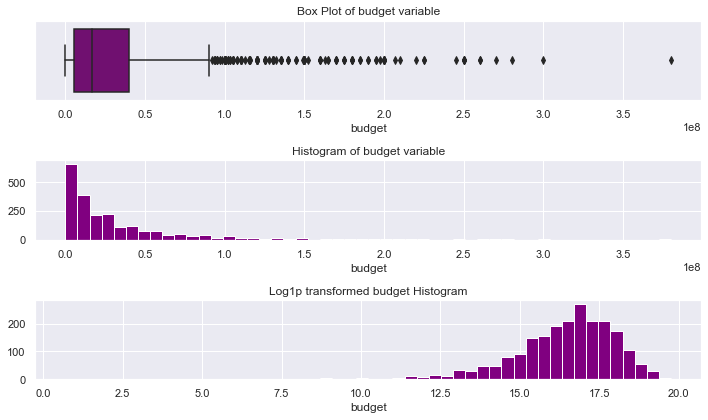 Box Plot of budget variable
0.0 0.5 1.0 1.5 2.0 2.5 3.0 3.5
budget
1e8
Histogram of budget variable
500
250
0
0.0 0.5 1.0 1.5 2.0 2.5 3.0 3.5
budget
1e8
Log1p transformed budget Histogram
200
100
0
0.0 2.5 5.0 7.5 10.0 12.5 15.0 17.5 20.0
budget